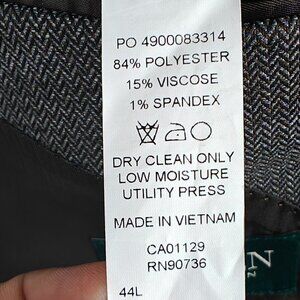 PO 4900083314
84% POLYESTER
15% VISCOSE
1% SPANDEX
DRY CLEAN ONLY
LOW MOISTURE
UTILITY PRESS
MADE IN VIETNAM
CA01129
RN90736
44L